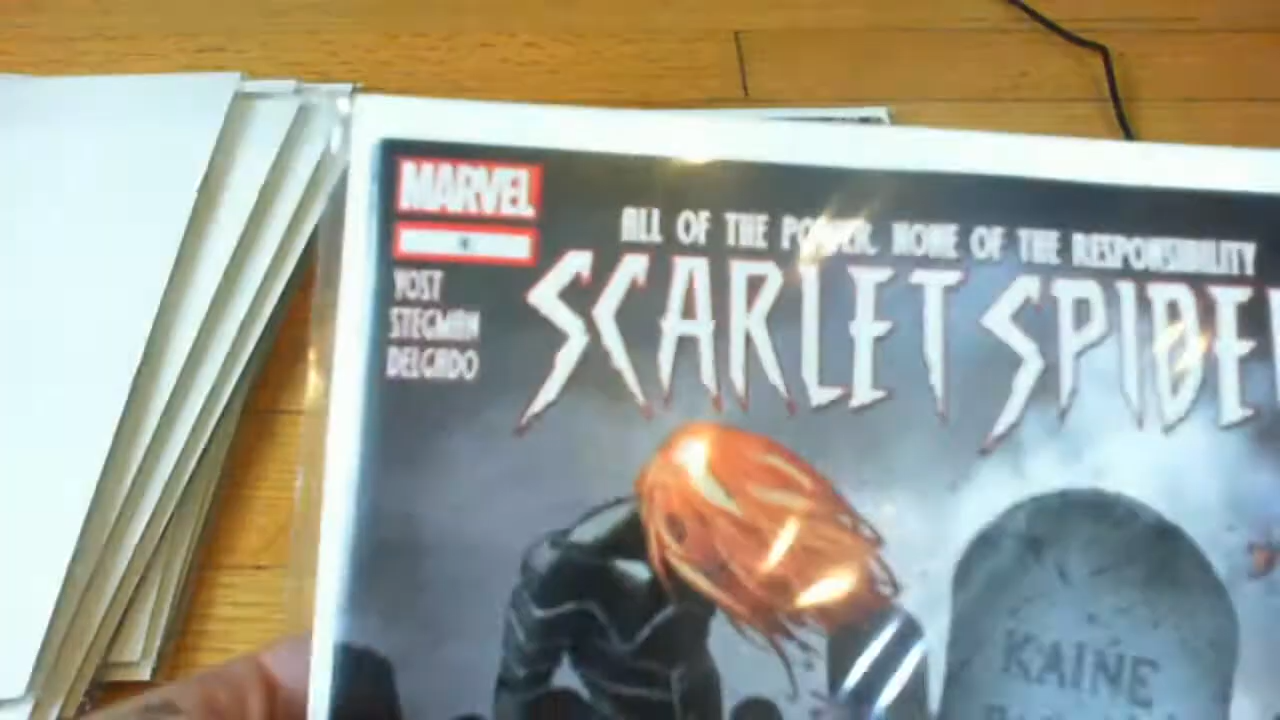 MARVEL
ALL OF THE POWER. NONE OF THE RESPONSIBILITY
SCARLET SPIDE
YOST
STEGMAN
DELGADO
KAINE